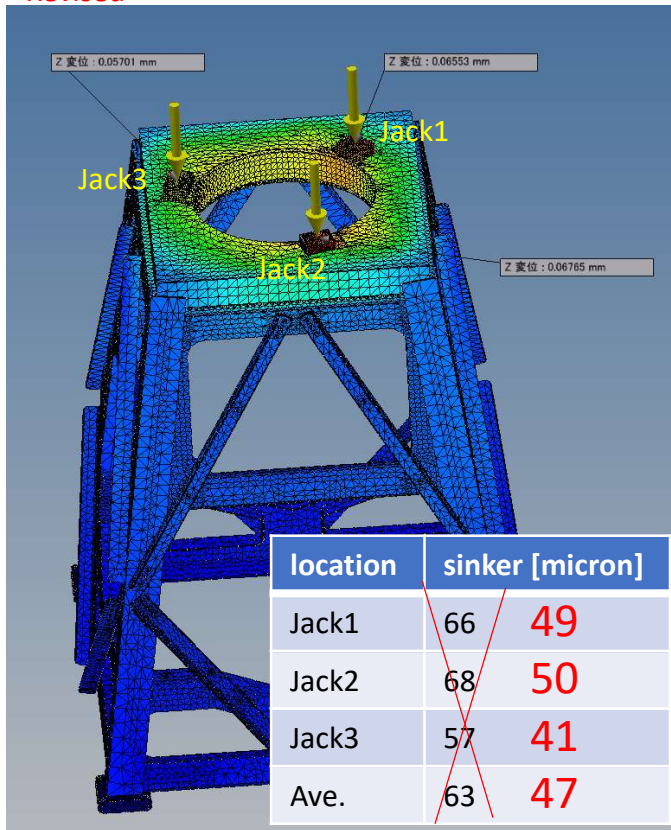 Z 変位 : 0.05701 mm
Z 変位 : 0.06553 mm
Jack1
Jack3
Jack2
Z 変位 : 0.06765 mm
location sinker [micron]
Jack1 66 49
Jack2 68 50
Jack3 57 41
Ave. 63 47